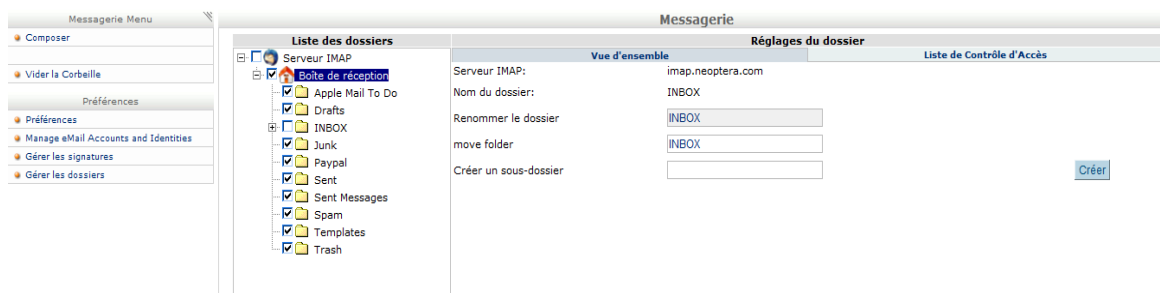 Messagerie Menu
Composer
Vider la Corbeille
Préférences
Préférences
Manage eMail Accounts and Identities
Gérer les signatures
Gérer les dossiers
Messagerie
Liste des dossiers
Serveur IMAP
Boîte de réception
Apple Mail To Do
Drafts
INBOX
Junk
Paypal
Sent
Sent Messages
Spam
Templates
Trash
Réglages du dossier
Vue d'ensemble
Liste de Contrôle d'Accès
Serveur IMAP: imap.neoptera.com
Nom du dossier: INBOX
Renommer le dossier INBOX
move folder INBOX
Créer un sous-dossier Créer